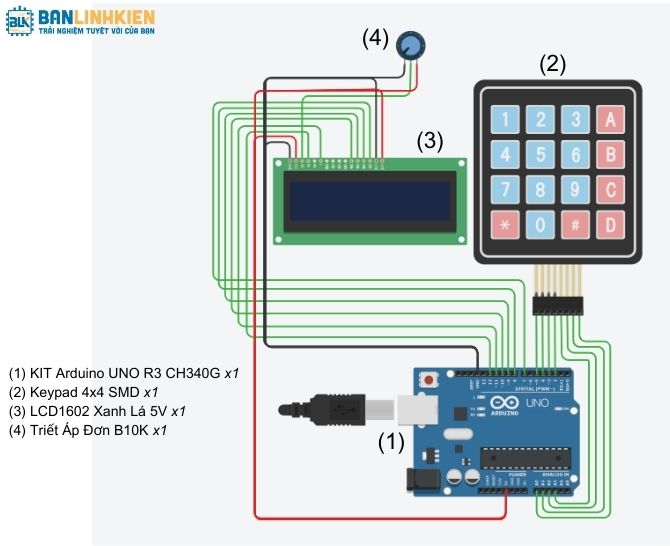 BLK BANLINHKIEN
TRẢI NGHIỆM TUYỆT VỜI CỦA BẠN
(4)
(2)
(3)
1 2 3 A
4 5 6 B
7 8 9 C
* 0 # D
(1) KIT Arduino UNO R3 CH340G x1
(2) Keypad 4x4 SMD x1
(3) LCD1602 Xanh Lá 5V x1
(4) Triết Áp Đơn B10K x1
(1)
DIGITAL (PWM~)
UNO
ARDUINO
POWER
ANALOG IN